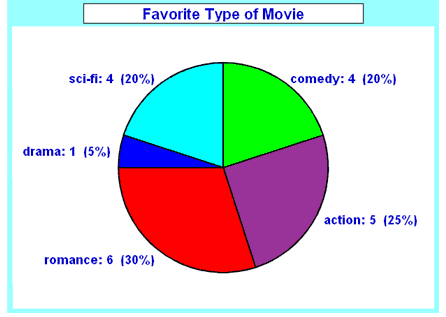 Favorite Type of Movie
sci-fi: 4 (20%)
comedy: 4 (20%)
drama: 1 (5%)
action: 5 (25%)
romance: 6 (30%)